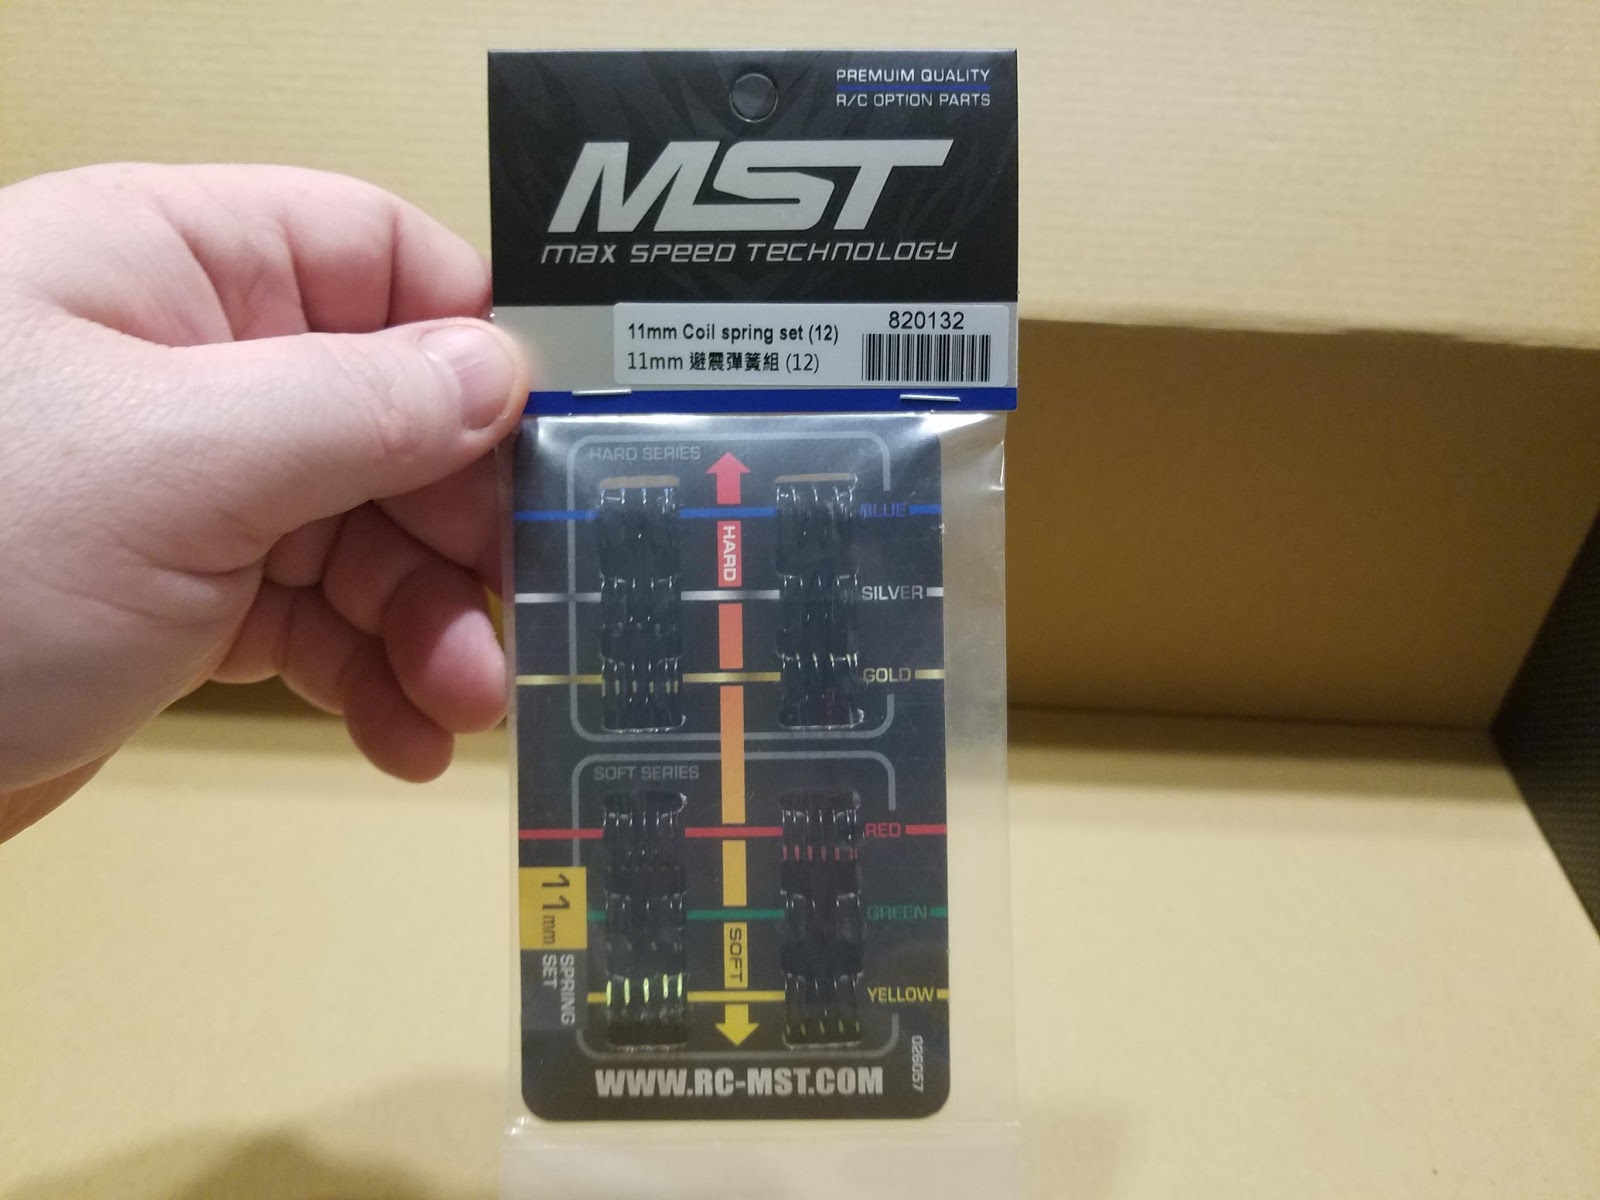 PREMUIM QUALITY
R/C OPTION PARTS
MST
MAX SPEED TECHNOLOGY
11mm Coil spring set (12)
820132
11mm 避震彈簧組 (12)
HARD SERIES
BLUE
HARD
SILVER
GOLD
SOFT SERIES
RED
GREEN
SOFT
YELLOW
11mm
SPRING
SET
026057
WWW.RC-MST.COM